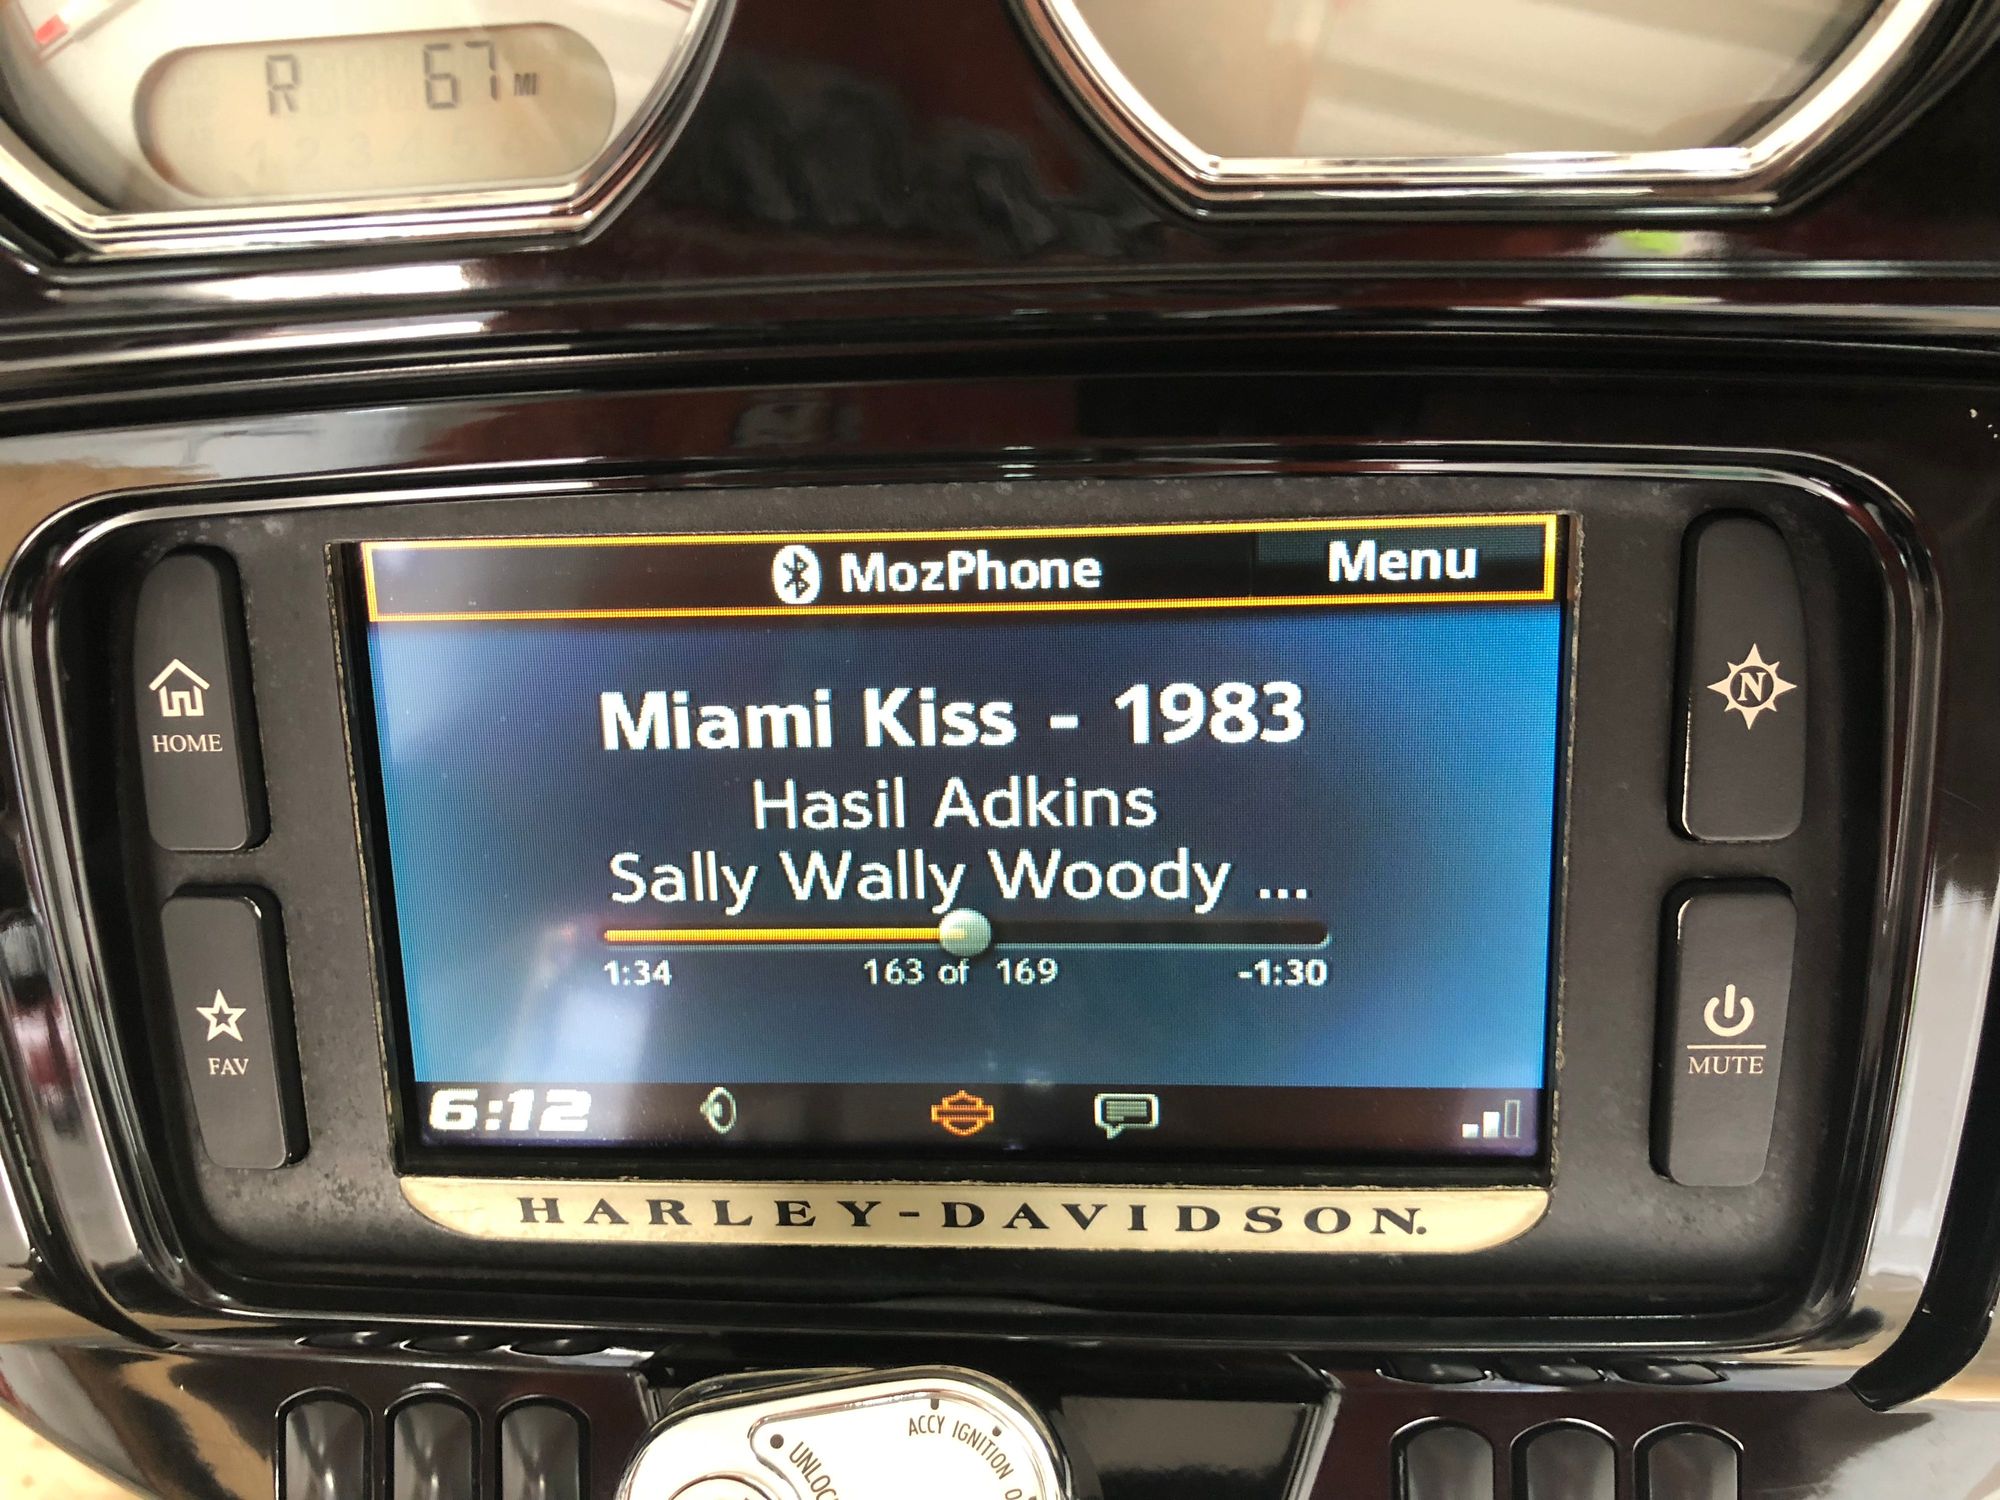 R 67 MI
MozPhone
Menu
Miami Kiss - 1983
Hasil Adkins
Sally Wally Woody ...
1:34 163 of 169 -1:30
6:12
HOME
FAV
N
MUTE
HARLEY-DAVIDSON.
ACCY IGNITION